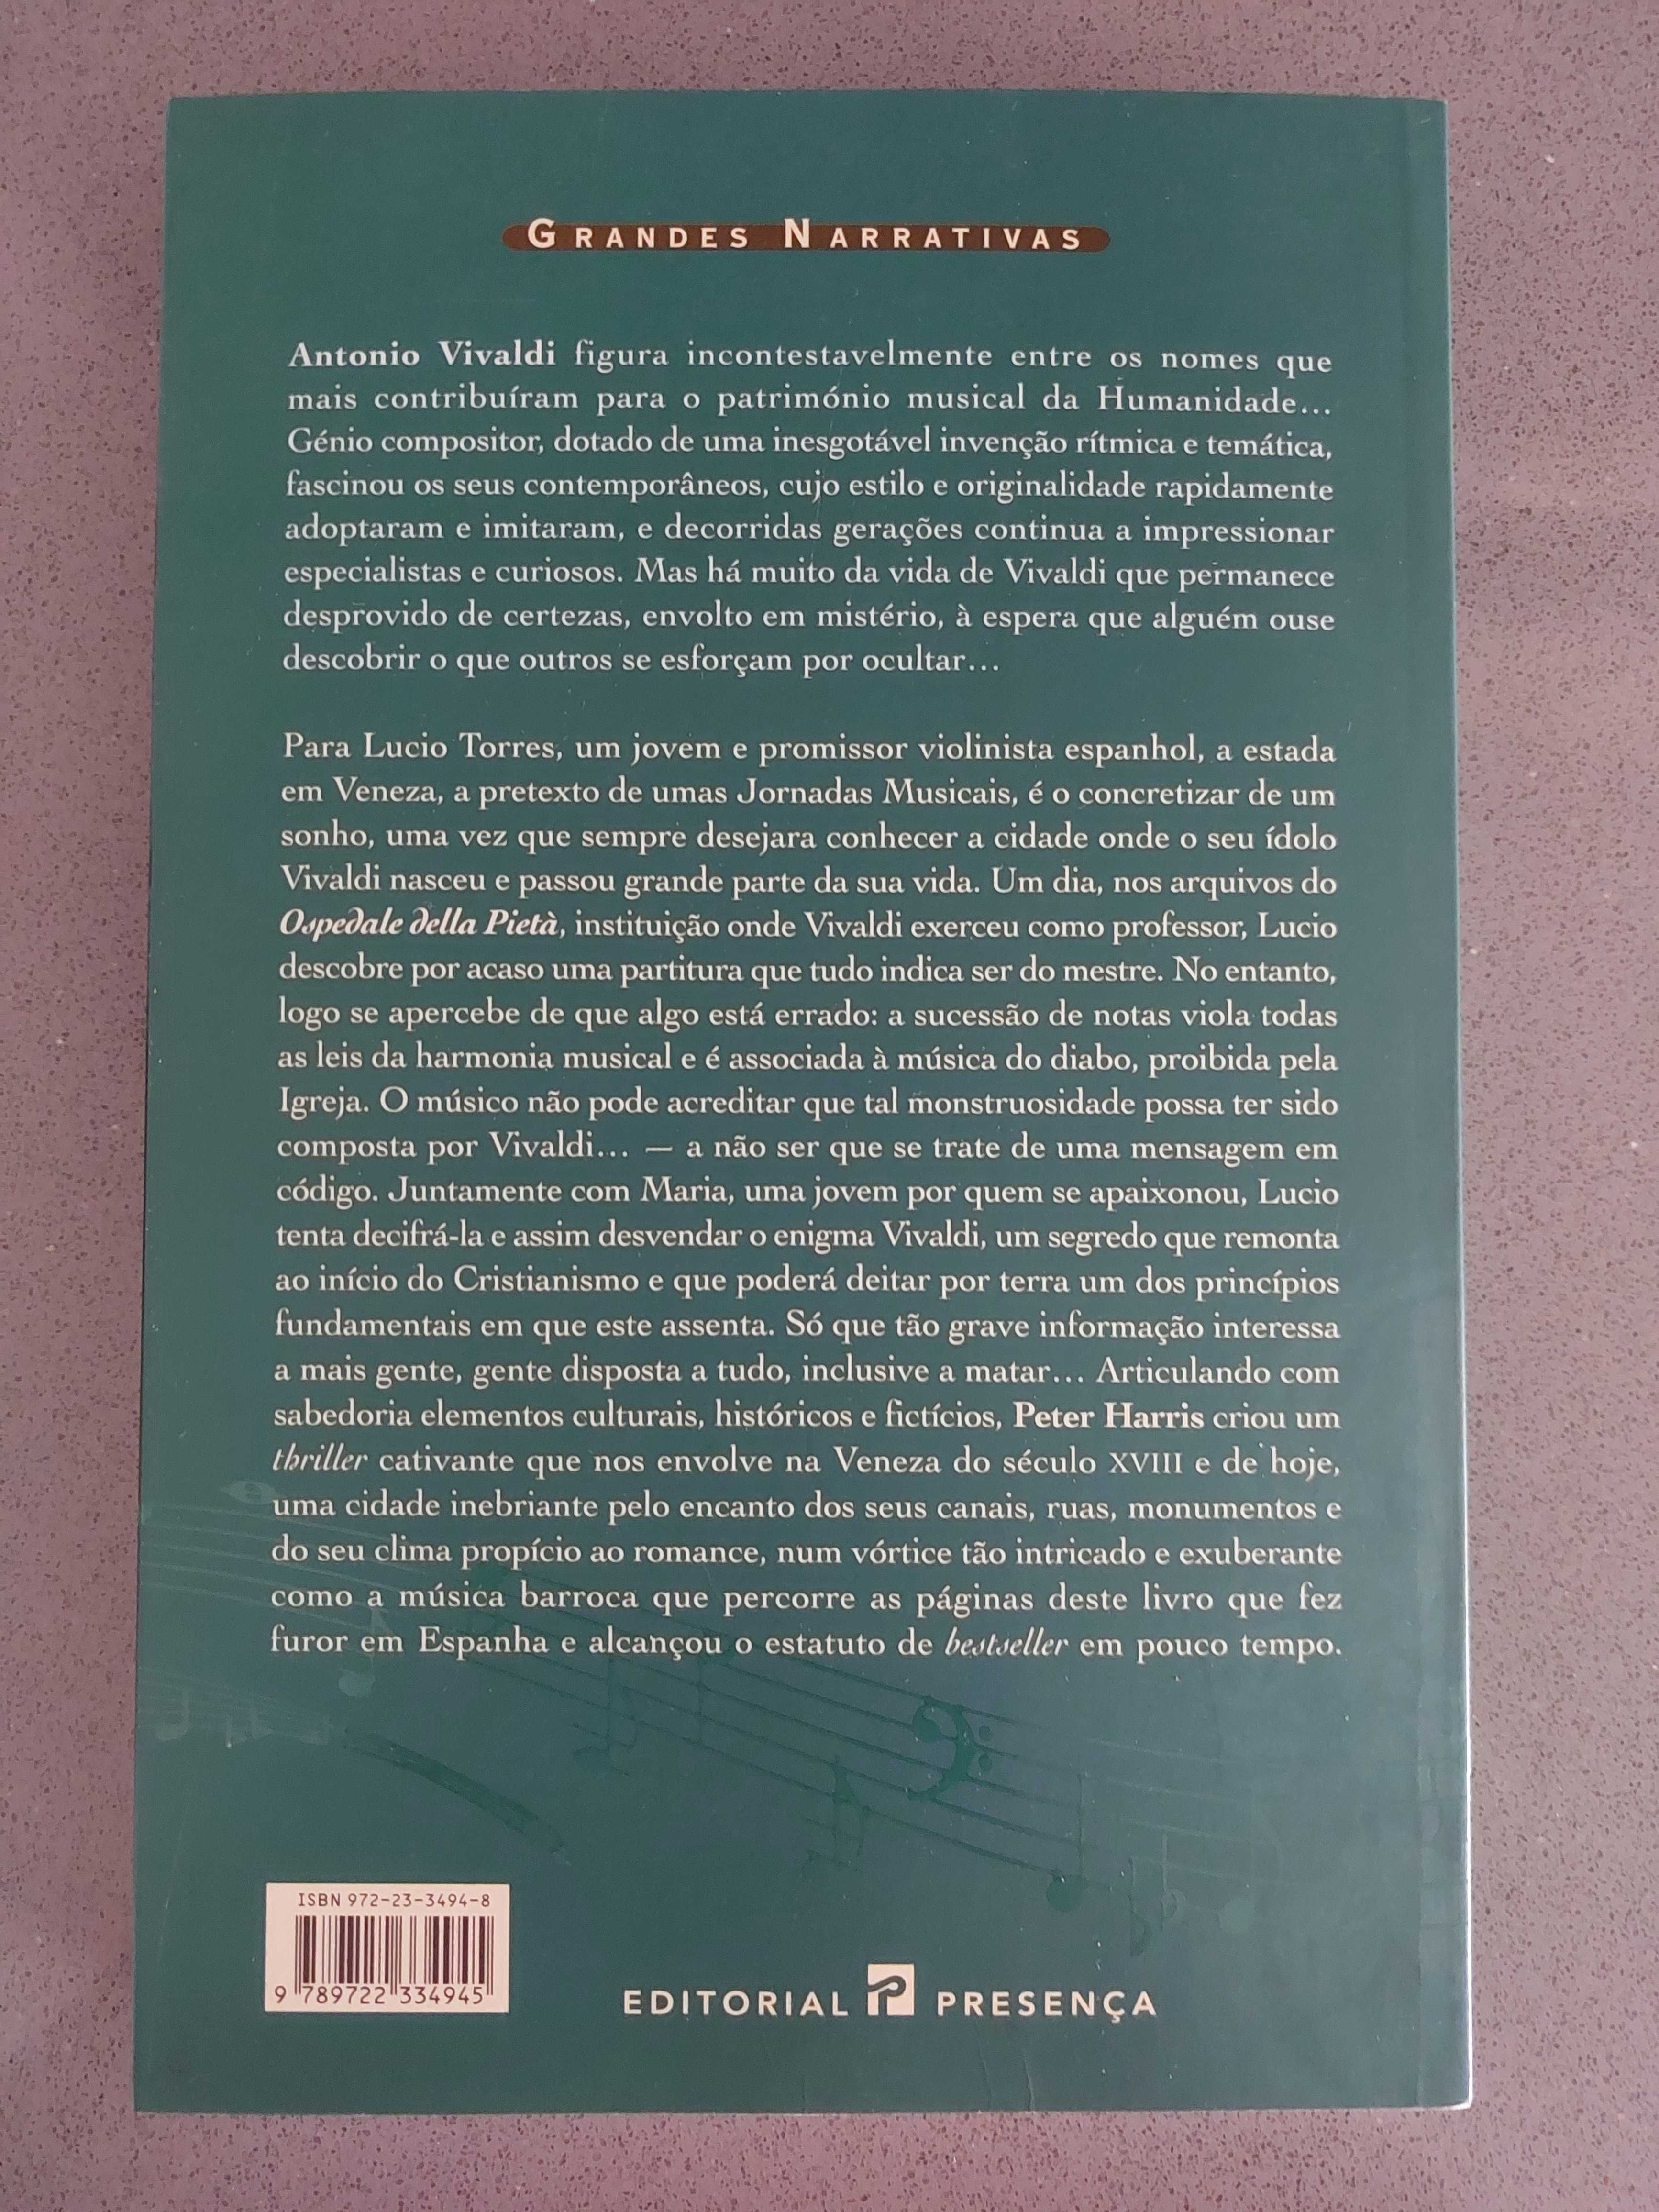 GRANDES NARRATIVAS
Antonio Vivaldi figura incontestavelmente entre os nomes que
mais contribuíram para o património musical da Humanidade...
Génio compositor, dotado de uma inesgotável invenção rítmica e temática,
fascinou os seus contemporâneos, cujo estilo e originalidade rapidamente
adoptaram e imitaram, e decorridas gerações continua a impressionar
especialistas e curiosos. Mas há muito da vida de Vivaldi que permanece
desprovido de certezas, envolto em mistério, à espera que alguém ouse
descobrir o que outros se esforçam por ocultar...
Para Lucio Torres, um jovem e promissor violinista espanhol, a estada
em Veneza, a pretexto de umas Jornadas Musicais, é o concretizar de um
sonho, uma vez que sempre desejara conhecer a cidade onde o seu ídolo
Vivaldi nasceu e passou grande parte da sua vida. Um dia, nos arquivos do
Ospedale della Pietà, instituição onde Vivaldi exerceu como professor, Lucio
descobre por acaso uma partitura que tudo indica ser do mestre. No entanto,
logo se apercebe de que algo está errado: a sucessão de notas viola todas
as leis da harmonia musical e é associada à música do diabo, proibida pela
Igreja. O músico não pode acreditar que tal monstruosidade possa ter sido
composta por Vivaldi... — a não ser que se trate de uma mensagem em
código. Juntamente com Maria, uma jovem por quem se apaixonou, Lucio
tenta decifrá-la e assim desvendar o enigma Vivaldi, um segredo que remonta
ao início do Cristianismo e que poderá deitar por terra um dos princípios
fundamentais em que este assenta. Só que tão grave informação interessa
a mais gente, gente disposta a tudo, inclusive a matar... Articulando com
sabedoria elementos culturais, históricos e fictícios, Peter Harris criou um
thriller cativante que nos envolve na Veneza do século XVIII e de hoje,
uma cidade inebriante pelo encanto dos seus canais, ruas, monumentos e
do seu clima propício ao romance, num vórtice tão intricado e exuberante
como a música barroca que percorre as páginas deste livro que fez
furor em Espanha e alcançou o estatuto de bestseller em pouco tempo.
ISBN 972-23-3494-8
9 789722 334945
EDITORIAL P PRESENÇA